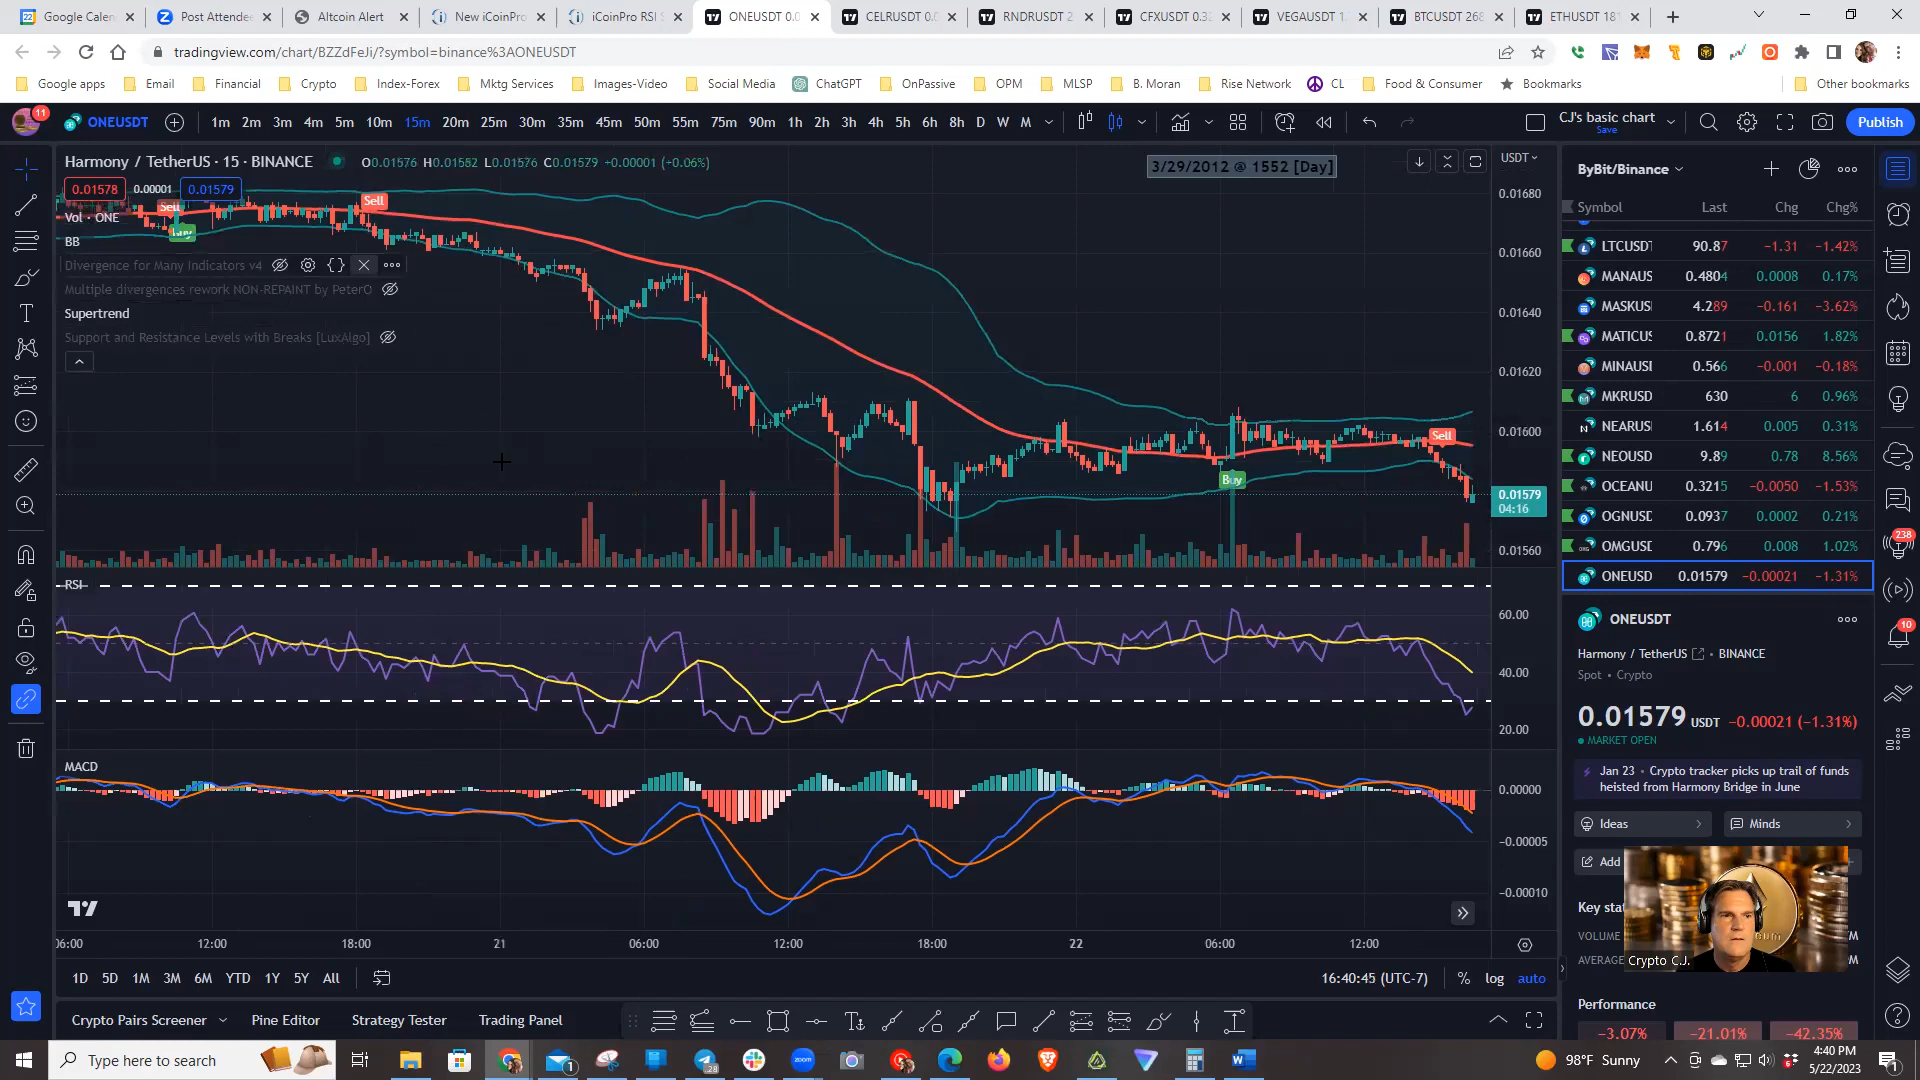 Google Calen
Post Attende
Altcoin Alert
New iCoinPro
iCoinPro RSI S
ONEUSDT 0.0
CELRUSDT 0.0
RNDRUSDT 2
CFXUSDT 0.32
VEGAUSDT 1.
BTCUSDT 268
ETHUSDT 181
tradingview.com/chart/BZZdFeJi/?symbol=binance%3AONEUSDT
Google apps
Email
Financial
Crypto
Index-Forex
Mktg Services
Images-Video
Social Media
ChatGPT
OnPassive
OPM
MLSP
B. Moran
Rise Network
CL
Food & Consumer
Bookmarks
Other bookmarks
11
ONEUSDT
1m 2m 3m 4m 5m 10m 15m 20m 25m 30m 35m 45m 50m 55m 75m 90m 1h 2h 3h 4h 5h 6h 8h D W M
CJ's basic chart
Save
Publish
Harmony / TetherUS · 15 · BINANCE
O0.01576 H0.01582 L0.01576 C0.01579 +0.00001 (+0.06%)
3/29/2012 @ 1552 [Day]
USDT
0.01578
0.00001
0.01579
Vol · ONE
BB
Divergence for Many Indicators v4
Multiple divergences rework NON-REPAINT by PeterO
Supertrend
Support and Resistance Levels with Breaks [LuxAlgo]
Sell
Buy
Sell
Buy
Sell
0.01680
0.01660
0.01640
0.01620
0.01600
0.01579
04:16
0.01560
RSI
60.00
40.00
20.00
MACD
0.00000
−0.00005
−0.00010
06:00
12:00
18:00
21
06:00
12:00
18:00
22
06:00
12:00
1D 5D 1M 3M 6M YTD 1Y 5Y All
16:40:45 (UTC-7)
% log auto
Crypto Pairs Screener
Pine Editor
Strategy Tester
Trading Panel
ByBit/Binance
Symbol Last Chg Chg%
LTCUSDT 90.87 −1.31 −1.42%
MANAUS 0.4804 0.0008 0.17%
MASKUSI 4.289 −0.161 −3.62%
MATICUS 0.8721 0.0156 1.82%
MINAUSI 0.566 −0.001 −0.18%
MKRUSD 630 6 0.96%
NEARUSI 1.614 0.005 0.31%
NEOUSD 9.89 0.78 8.56%
OCEANU 0.3215 −0.0050 −1.53%
OGNUSD 0.0937 0.0002 0.21%
OMGUSD 0.796 0.008 1.02%
ONEUSD 0.01579 −0.00021 −1.31%
ONEUSDT
Harmony / TetherUS • BINANCE
Spot • Crypto
0.01579 USDT −0.00021 (−1.31%)
MARKET OPEN
Jan 23 • Crypto tracker picks up trail of funds
heisted from Harmony Bridge in June
Ideas
Minds
Add
Key sta
VOLUME
M
AVERAGE
M
Crypto C.J.
Performance
−3.07%
−21.01%
−42.35%
238
10
Type here to search
1
28
zoom
98°F Sunny
4:40 PM
5/22/2023
1